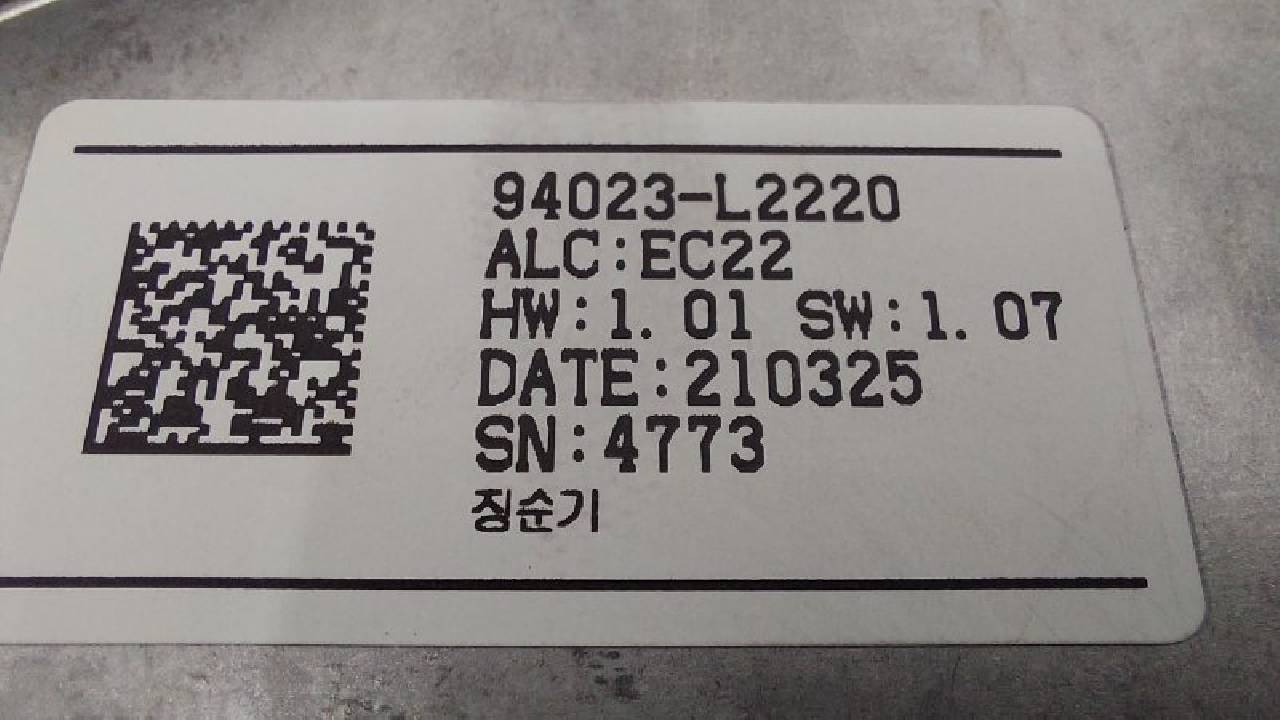 94023-L2220
ALC:EC22
HW:1.01 SW:1.07
DATE:210325
SN:4773
징순기